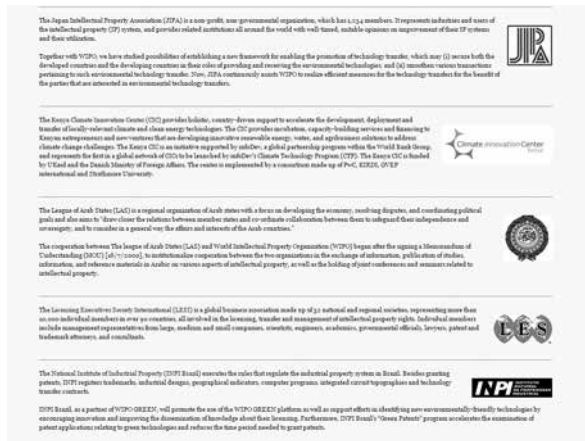 The Japan Intellectual Property Association (JIPA) is a non-profit, non-governmental organization, which has 1,234 members. It represents industries and users of
the intellectual property (IP) system, and provides related institutions all around the world with well-timed, suitable opinions on improvement of their IP systems
and their utilization.
JIPA
Together with WIPO, we have studied possibilities of establishing a new framework for enabling the promotion of technology transfer, which may (i) secure both the
developed countries and the developing countries in their roles of providing and receiving the environmental technologies, and (ii) smoothen various transactions
pertaining to such environmental technology transfer. Now, JIPA continuously assists WIPO to realize efficient measures for the technology transfers for the benefit of
the parties that are interested in environmental technology transfers.
The Kenya Climate Innovation Center (CIC) provides holistic, country-driven support to accelerate the development, deployment and
transfer of locally-relevant climate and clean energy technologies. The CIC provides incubation, capacity-building services and financing to
Kenyan entrepreneurs and new ventures that are developing innovative renewable energy, water, and agribusiness solutions to address
climate change challenges. The Kenya CIC is an initiative supported by infoDev, a global partnership program within the World Bank Group,
and represents the first in a global network of CICs to be launched by infoDev's Climate Technology Program (CTP). The Kenya CIC is funded
by UKaid and the Danish Ministry of Foreign Affairs. The center is implemented by a consortium made up of PwC, KIRDI, GVEP
international and Strathmore University.
Climate Innovation Center
Kenya
The League of Arab States (LAS) is a regional organization of Arab states with a focus on developing the economy, resolving disputes, and coordinating political
goals and also aims to "draw closer the relations between member states and co-ordinate collaboration between them to safeguard their independence and
sovereignty, and to consider in a general way the affairs and interests of the Arab countries."
The cooperation between The league of Arab States (LAS) and World Intellectual Property Organization (WIPO) began after the signing a Memorandum of
Understanding (MOU) [26/7/2000], to institutionalize cooperation between the two organizations in the exchange of information, publication of studies,
information, and reference materials in Arabic on various aspects of intellectual property, as well as the holding of joint conferences and seminars related to
intellectual property.
The Licensing Executives Society International (LESI) is a global business association made up of 32 national and regional societies, representing more than
10,000 individual members in over 90 countries, all involved in the licensing, transfer and management of intellectual property rights. Individual members
include management representatives from large, medium and small companies, scientists, engineers, academics, governmental officials, lawyers, patent and
trademark attorneys, and consultants.
LES
The National Institute of Industrial Property (INPI Brazil) executes the rules that regulate the industrial property system in Brazil. Besides granting
patents, INPI registers trademarks, industrial designs, geographical indicators, computer programs, integrated circuit topographies and technology
transfer contracts.
INPI INSTITUTO NACIONAL DA PROPRIEDADE INDUSTRIAL
INPI Brazil, as a partner of WIPO GREEN, will promote the use of the WIPO GREEN platform as well as support efforts in identifying new environmentally-friendly technologies by
encouraging innovation and improving the dissemination of knowledge about their licensing. Furthermore, INPI Brazil's "Green Patents" program accelerates the examination of
patent applications relating to green technologies and reduces the time period needed to grant patents.